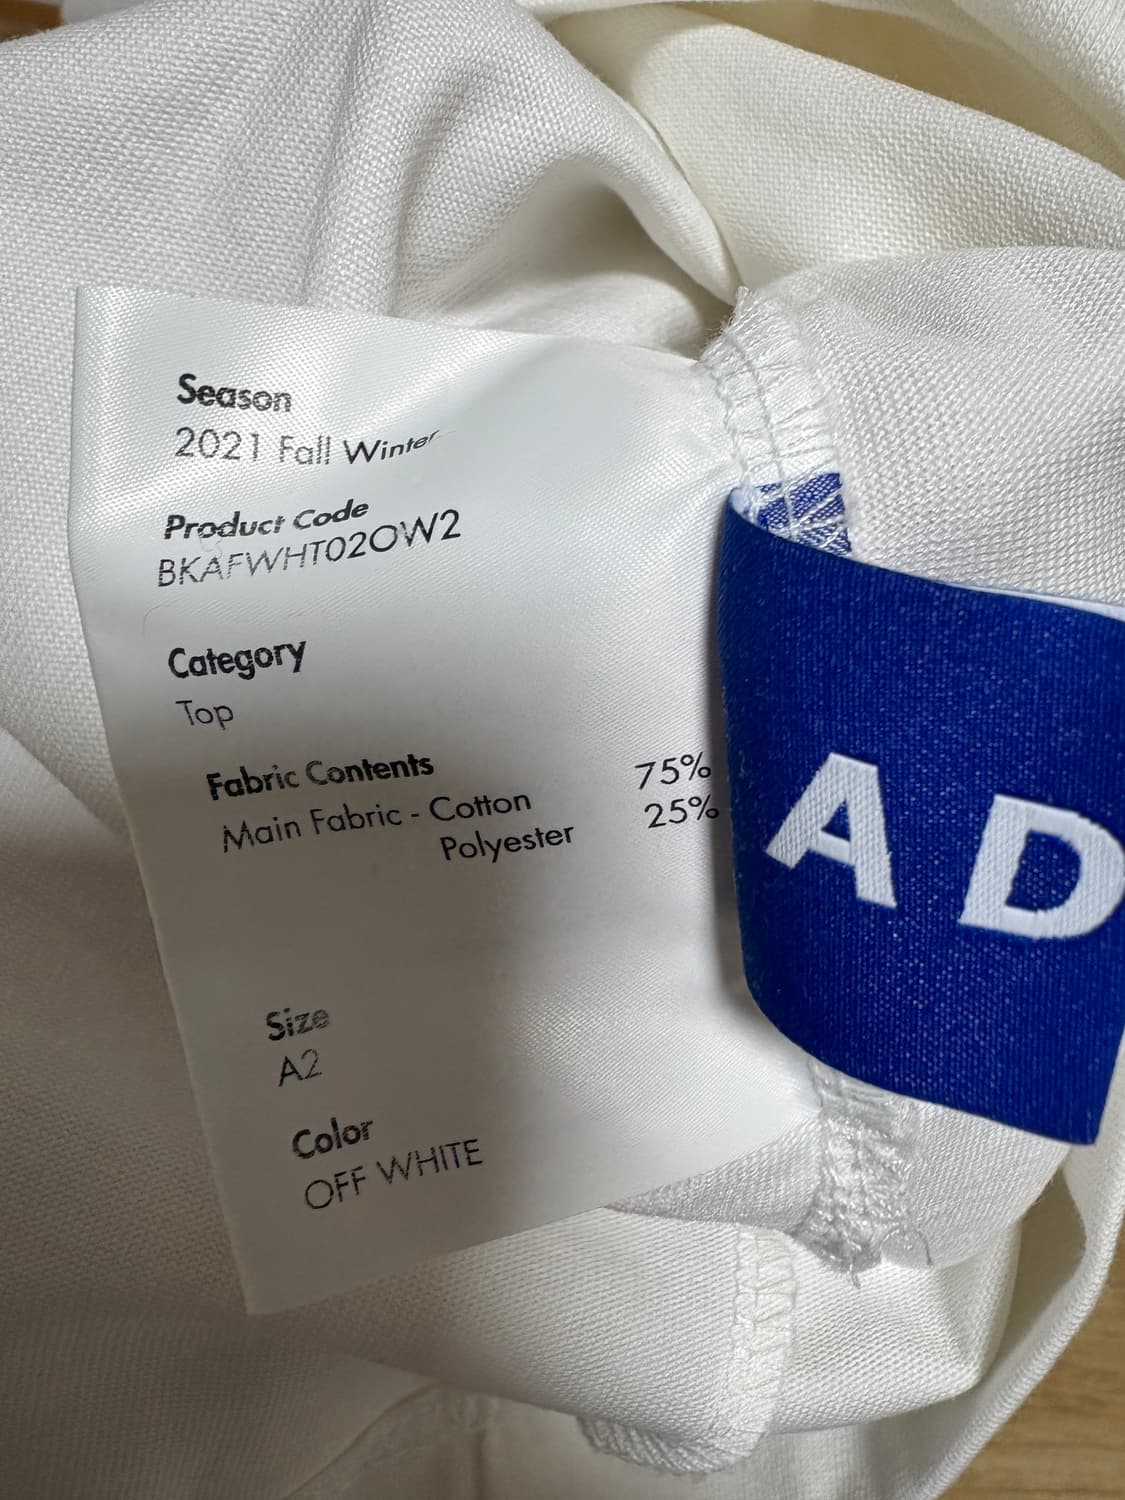 Season
2021 Fall Winter
Product Code
BKAFWHT02OW2
Category
Top
Fabric Contents
Main Fabric - Cotton 75%
Polyester 25%
Size
A2
Color
OFF WHITE
AD